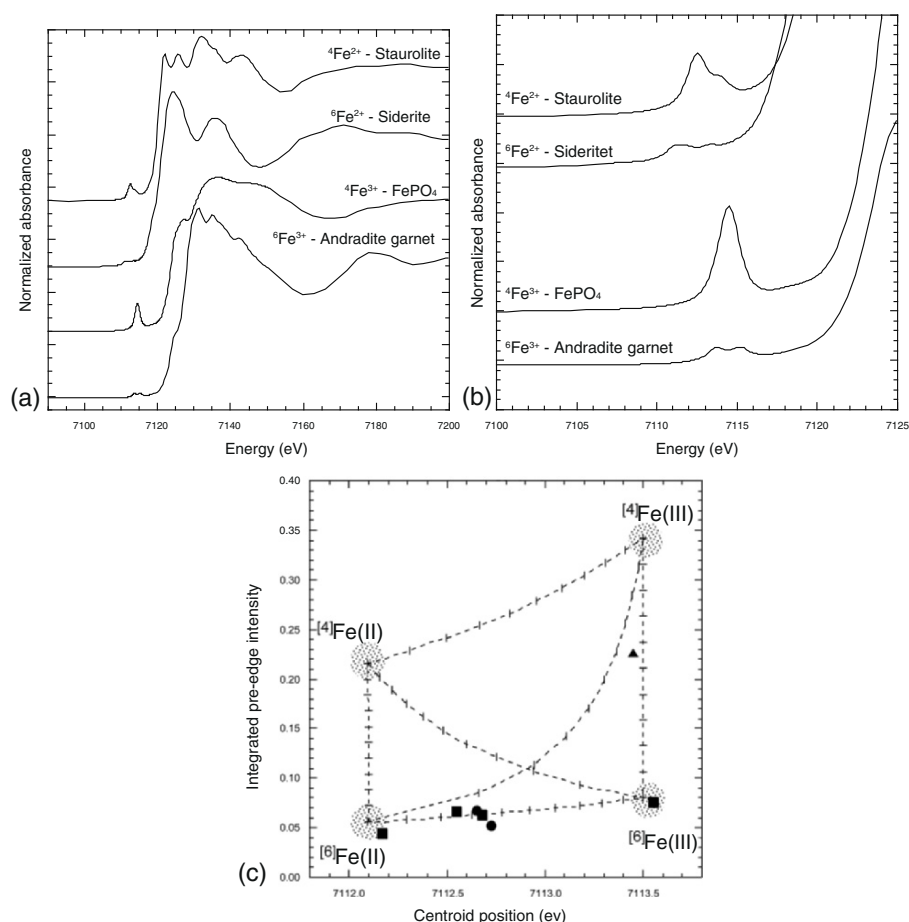 ⁴Fe²⁺ - Staurolite
⁶Fe²⁺ - Siderite
⁴Fe³⁺ - FePO₄
⁶Fe³⁺ - Andradite garnet
Normalized absorbance
(a)
7100 7120 7140 7160 7180 7200
Energy (eV)
⁴Fe²⁺ - Staurolite
⁶Fe²⁺ - Sideritet
⁴Fe³⁺ - FePO₄
⁶Fe³⁺ - Andradite garnet
Normalized absorbance
(b)
7100 7105 7110 7115 7120 7125
Energy (eV)
0.40
0.35
0.30
0.25
0.20
0.15
0.10
0.05
0.00
Integrated pre-edge intensity
[4]Fe(III)
[4]Fe(II)
[6]Fe(II)
[6]Fe(III)
(c)
7112.0 7112.5 7113.0 7113.5
Centroid position (ev)